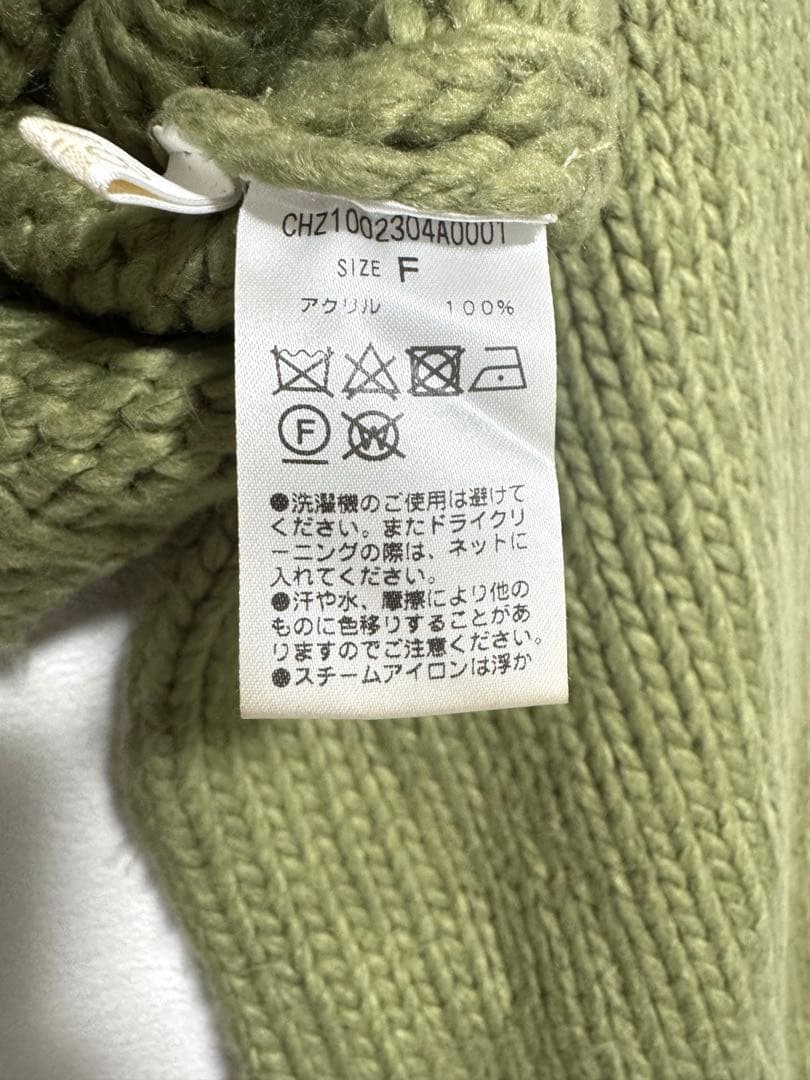 CHZ1002304A0001
SIZE F
アクリル 100%
F
W
●洗濯機のご使用は避けて
ください。またドライクリ
ーニングの際は、ネットに
入れてください。
●汗や水、摩擦により他の
ものに色移りすることがあ
りますのでご注意ください。
●スチームアイロンは浮か